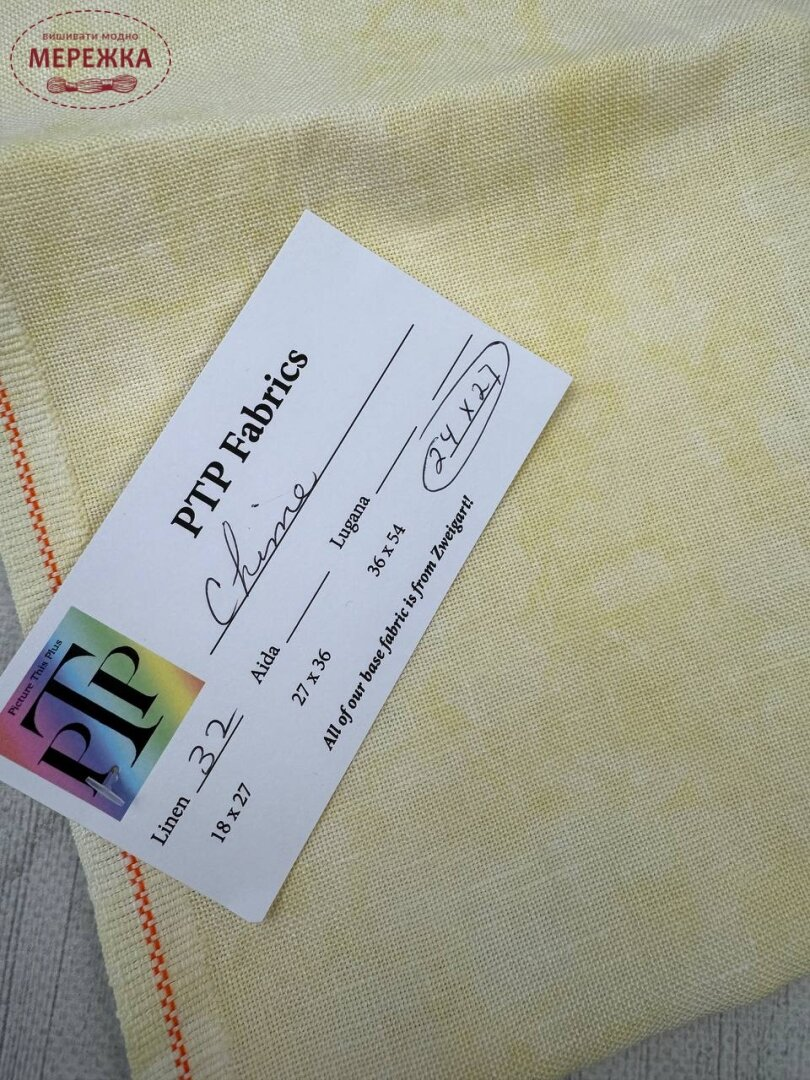 вишивати модно
МЕРЕЖКА
PTP Fabrics
Chime
Linen 32 Aida Lugana
18 x 27 27 x 36 36 x 54 24 x 27
All of our base fabric is from Zweigart!
Picture This Plus
PTP